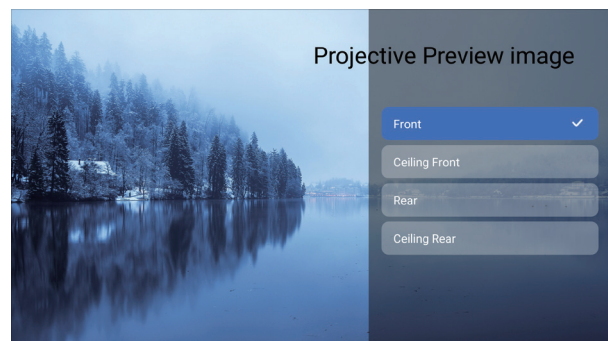 Projective Preview image
Front
Ceiling Front
Rear
Ceiling Rear